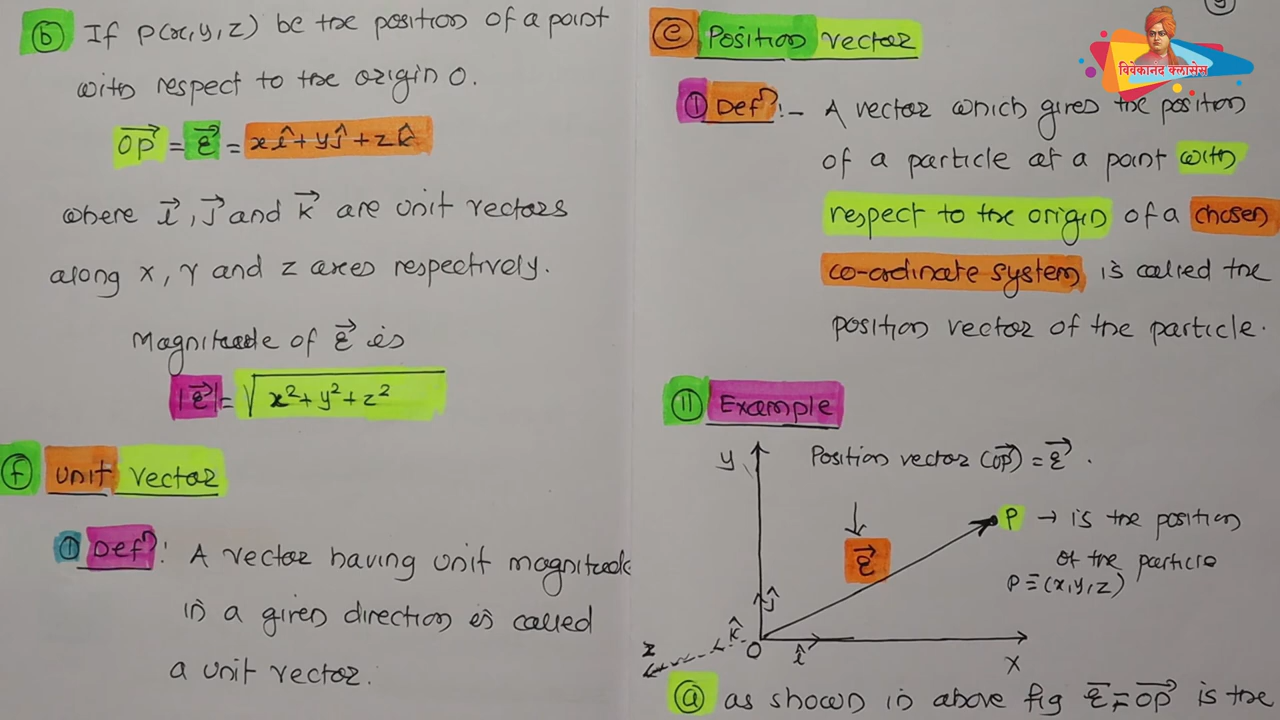 ⓑ If P(x,y,z) be the position of a point
with respect to the origin O.
OP⃗ = r⃗ = xî + yĵ + zk̂
where i⃗, j⃗ and k⃗ are unit vectors
along x, Y and z axes respectively.
Magnitude of r⃗ is
|r⃗| = √x²+y²+z²
ⓕ unit vector
① Defⁿ: A vector having unit magnitude
in a given direction is called
a unit vector.
ⓔ Position vector
① Defⁿ:- A vector which gives the position
of a particle at a point with
respect to the origin of a chosen
co-ordinate system is called the
position vector of the particle.
⑪ Example
Position vector (OP⃗) = r⃗.
y
P → is the position
of the particle
P≡(x,y,z)
r⃗
ĵ
k̂
z
O
î
X
ⓐ as shown in above fig r⃗ = OP⃗ is the
विवेकानंद क्लासेस